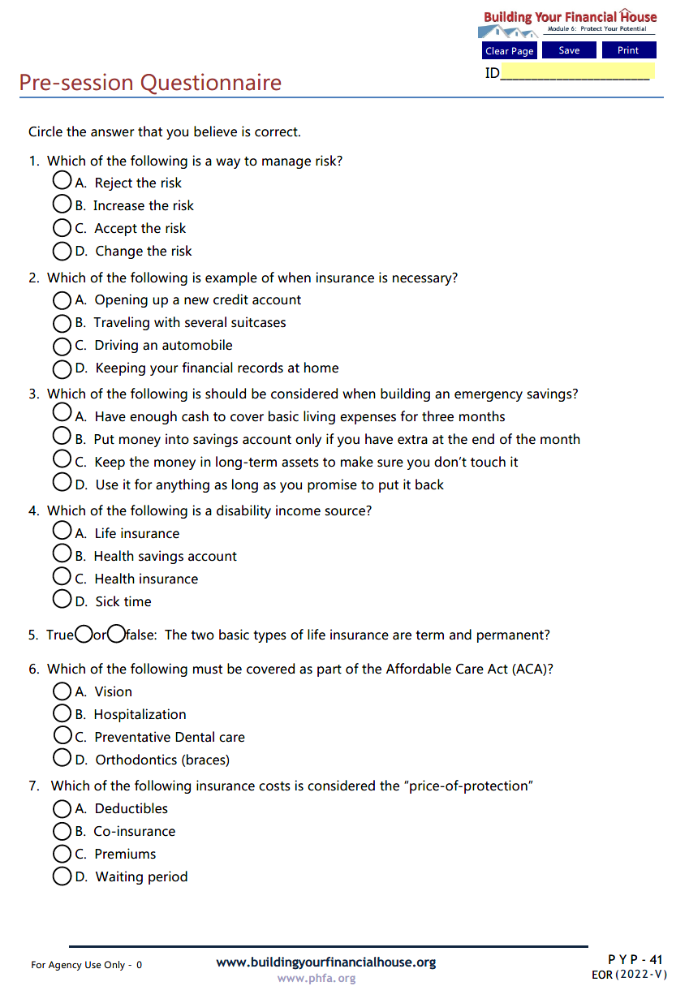 Building Your Financial House
Module 6: Protect Your Potential
Clear Page Save Print
ID
Pre-session Questionnaire
Circle the answer that you believe is correct.
1. Which of the following is a way to manage risk?
A. Reject the risk
B. Increase the risk
C. Accept the risk
D. Change the risk
2. Which of the following is example of when insurance is necessary?
A. Opening up a new credit account
B. Traveling with several suitcases
C. Driving an automobile
D. Keeping your financial records at home
3. Which of the following is should be considered when building an emergency savings?
A. Have enough cash to cover basic living expenses for three months
B. Put money into savings account only if you have extra at the end of the month
C. Keep the money in long-term assets to make sure you don't touch it
D. Use it for anything as long as you promise to put it back
4. Which of the following is a disability income source?
A. Life insurance
B. Health savings account
C. Health insurance
D. Sick time
5. True or false: The two basic types of life insurance are term and permanent?
6. Which of the following must be covered as part of the Affordable Care Act (ACA)?
A. Vision
B. Hospitalization
C. Preventative Dental care
D. Orthodontics (braces)
7. Which of the following insurance costs is considered the "price-of-protection"
A. Deductibles
B. Co-insurance
C. Premiums
D. Waiting period
For Agency Use Only - 0
www.buildingyourfinancialhouse.org
www.phfa.org
P Y P - 41
EOR (2022-V)